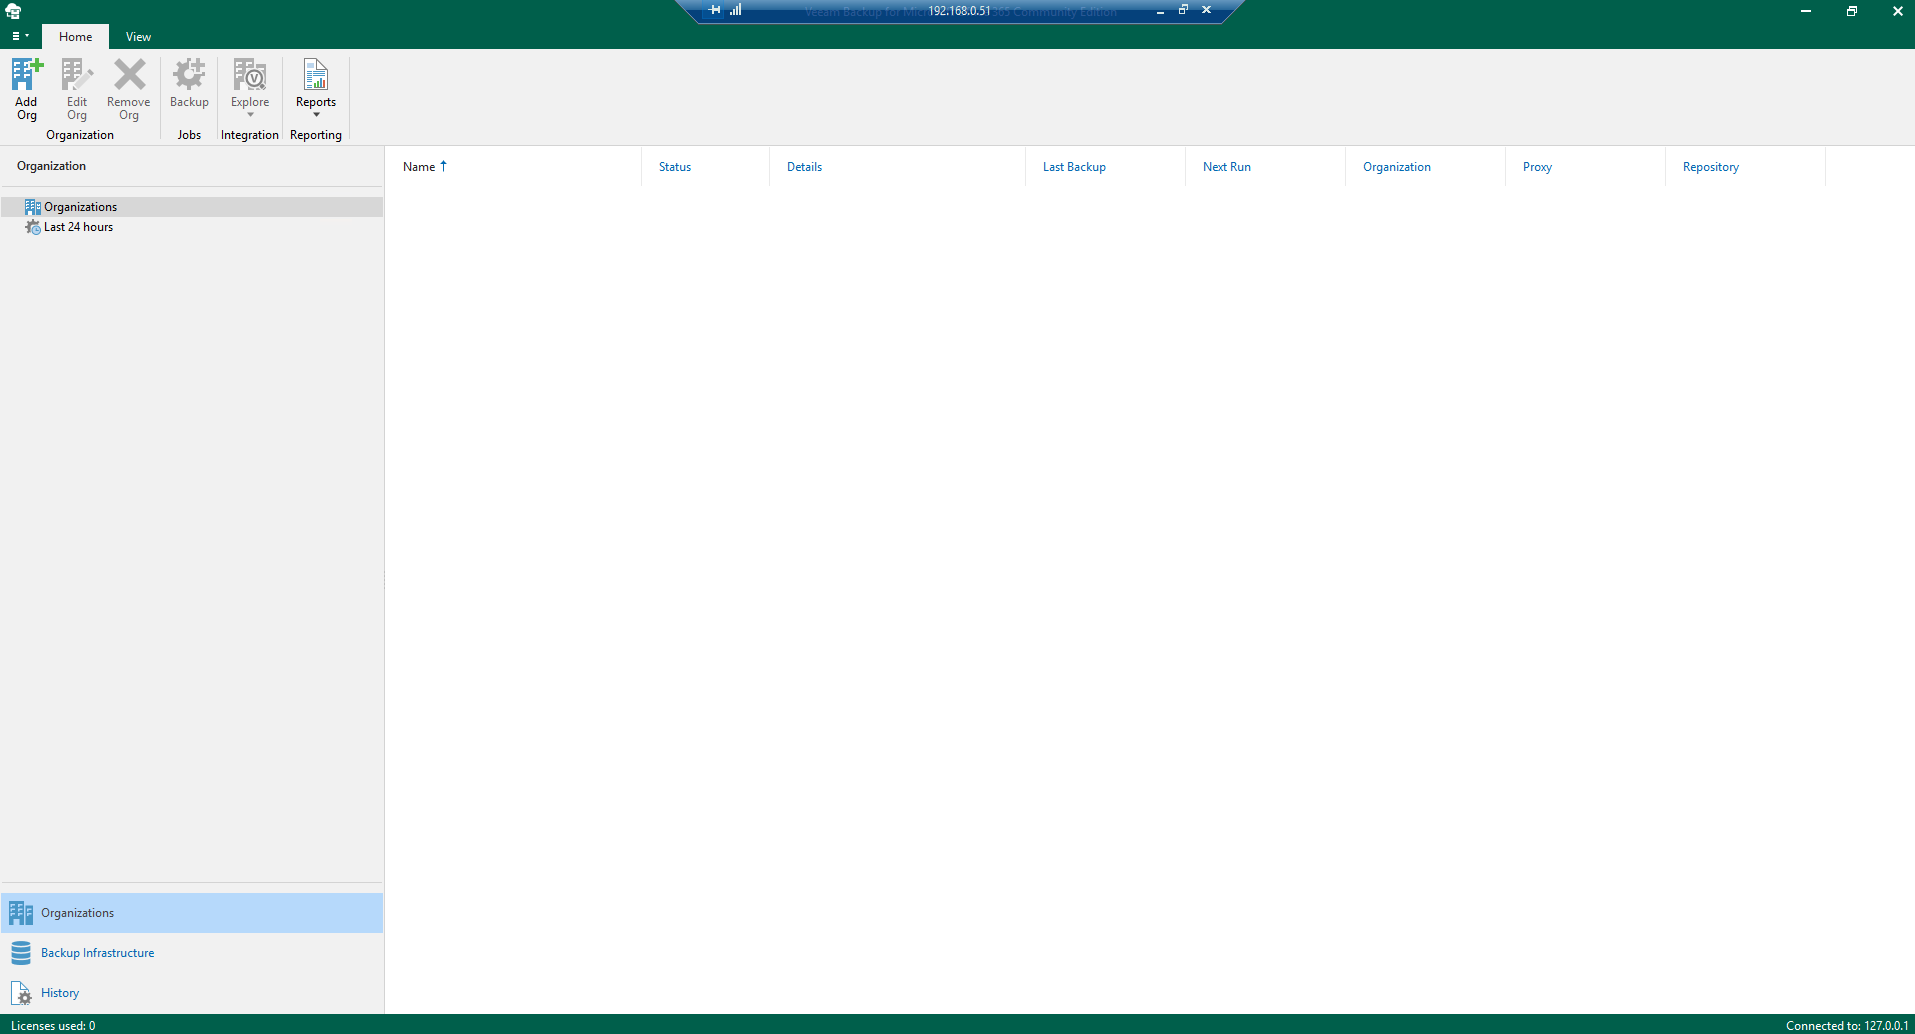 Veeam Backup for Micr
192.168.0.51
365 Community Edition
Home
View
Add
Org
Edit
Org
Remove
Org
Backup
Explore
Reports
Organization
Jobs
Integration
Reporting
Organization
Name
Status
Details
Last Backup
Next Run
Organization
Proxy
Repository
Organizations
Last 24 hours
Organizations
Backup Infrastructure
History
Licenses used: 0
Connected to: 127.0.0.1